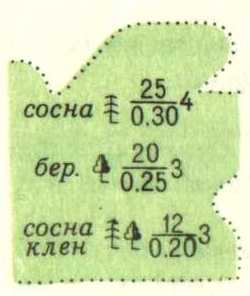 сосна 25/0.30 4
бер. 20/0.25 3
сосна клен 12/0.20 3